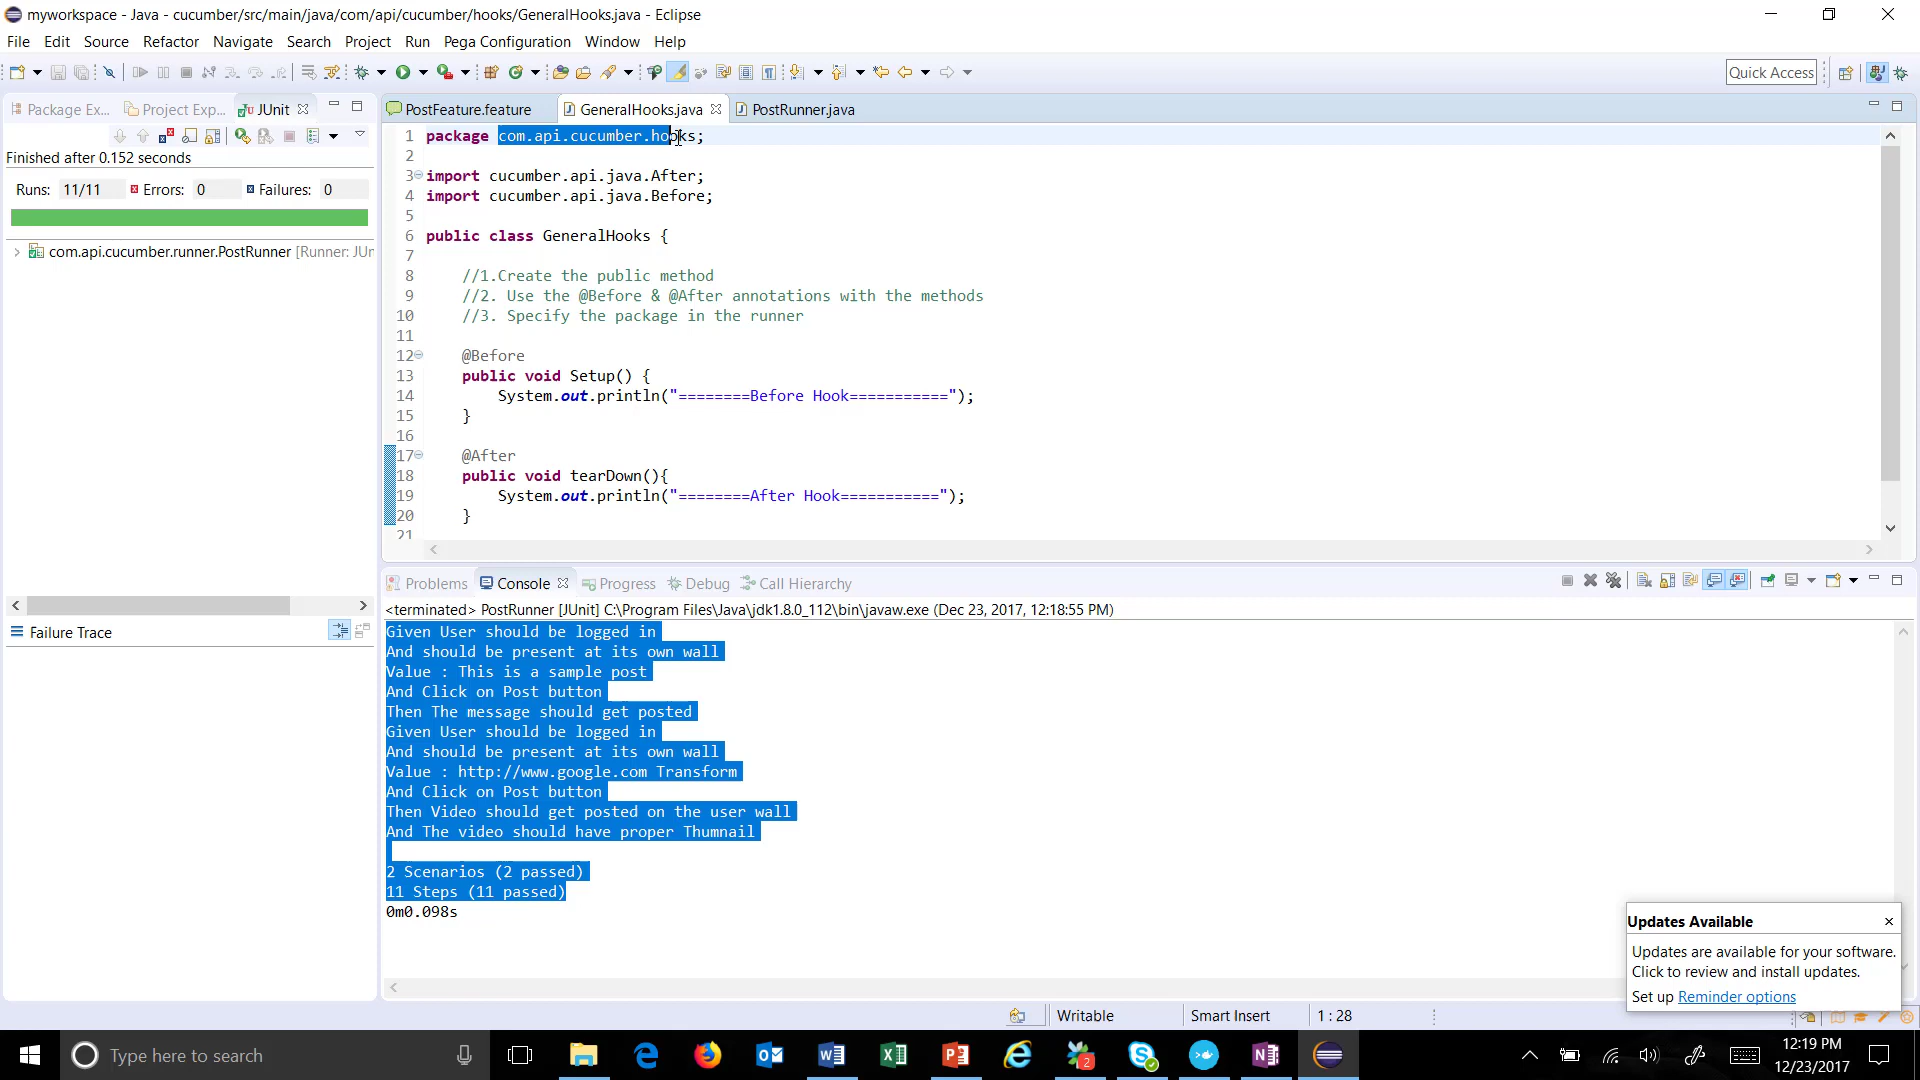 myworkspace - Java - cucumber/src/main/java/com/api/cucumber/hooks/GeneralHooks.java - Eclipse
File Edit Source Refactor Navigate Search Project Run Pega Configuration Window Help
Quick Access
Package Ex... Project Exp... JUnit
PostFeature.feature GeneralHooks.java PostRunner.java
Finished after 0.152 seconds
Runs: 11/11 Errors: 0 Failures: 0
com.api.cucumber.runner.PostRunner [Runner: JUn
Failure Trace
1 package com.api.cucumber.hooks;
2
3 import cucumber.api.java.After;
4 import cucumber.api.java.Before;
5
6 public class GeneralHooks {
7
8 //1.Create the public method
9 //2. Use the @Before & @After annotations with the methods
10 //3. Specify the package in the runner
11
12 @Before
13 public void Setup() {
14 System.out.println("========Before Hook===========");
15 }
16
17 @After
18 public void tearDown(){
19 System.out.println("========After Hook===========");
20 }
21
Problems Console Progress Debug Call Hierarchy
<terminated> PostRunner [JUnit] C:\Program Files\Java\jdk1.8.0_112\bin\javaw.exe (Dec 23, 2017, 12:18:55 PM)
Given User should be logged in
And should be present at its own wall
Value : This is a sample post
And Click on Post button
Then The message should get posted
Given User should be logged in
And should be present at its own wall
Value : http://www.google.com Transform
And Click on Post button
Then Video should get posted on the user wall
And The video should have proper Thumnail
2 Scenarios (2 passed)
11 Steps (11 passed)
0m0.098s
Updates Available
Updates are available for your software.
Click to review and install updates.
Set up Reminder options
Writable Smart Insert 1 : 28
Type here to search
2
12:19 PM
12/23/2017